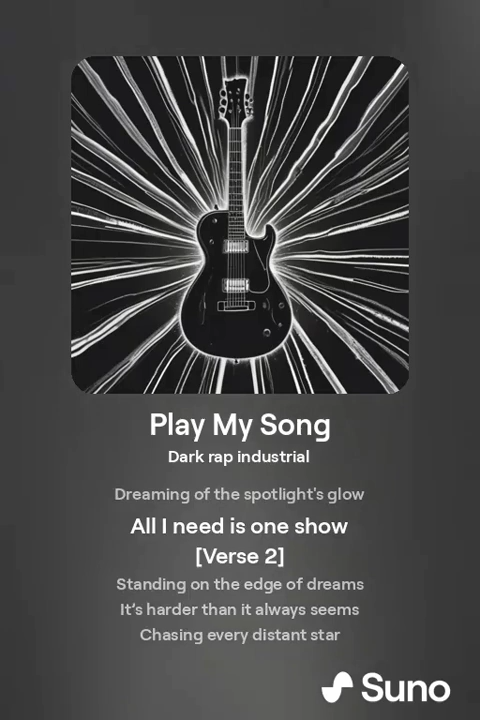 Play My Song
Dark rap industrial
Dreaming of the spotlight's glow
All I need is one show
[Verse 2]
Standing on the edge of dreams
It's harder than it always seems
Chasing every distant star
Suno